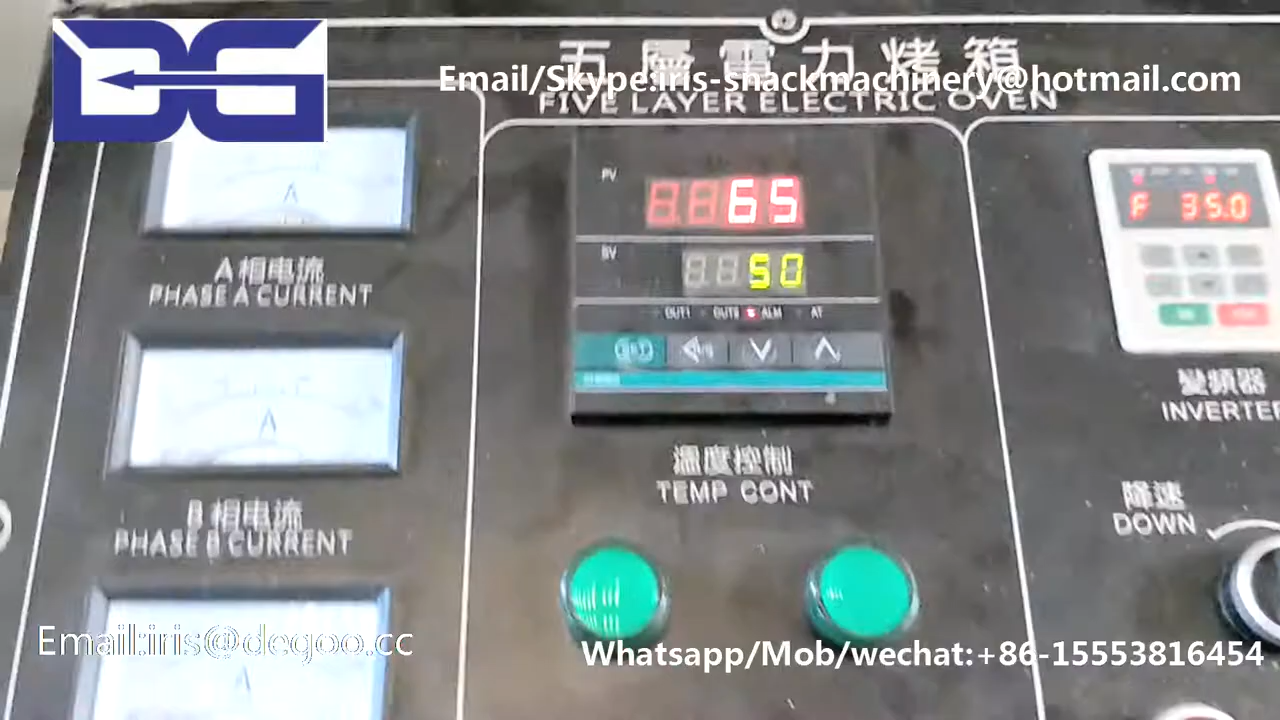 DG
五層電力烤箱
Email/Skype:iris-snackmachinery@hotmail.com
FIVE LAYER ELECTRIC OVEN
A
A相电流
PHASE A CURRENT
A
B相电流
PHASE B CURRENT
A
PV
65
SV
50
OUT1 OUT2 ALM AT
SET
溫度控制
TEMP CONT
F 35.0
變頻器
INVERTER
降速
DOWN
Email:iris@degoo.cc
Whatsapp/Mob/wechat:+86-15553816454